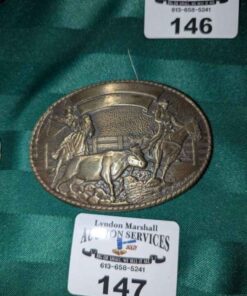 146
613-658-5241
Lyndon Marshall
AUCTION SERVICES
613-658-5241
147